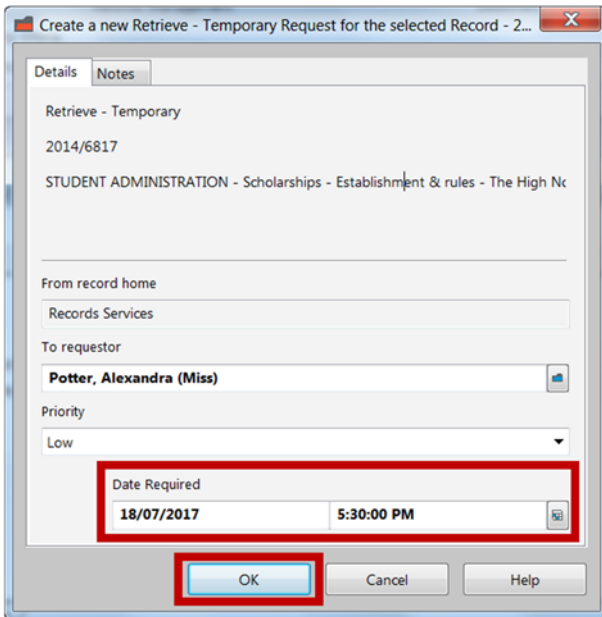 Create a new Retrieve - Temporary Request for the selected Record - 2...
Details Notes
Retrieve - Temporary
2014/6817
STUDENT ADMINISTRATION - Scholarships - Establishment & rules - The High Nc
From record home
Records Services
To requestor
Potter, Alexandra (Miss)
Priority
Low
Date Required
18/07/2017 5:30:00 PM
OK Cancel Help